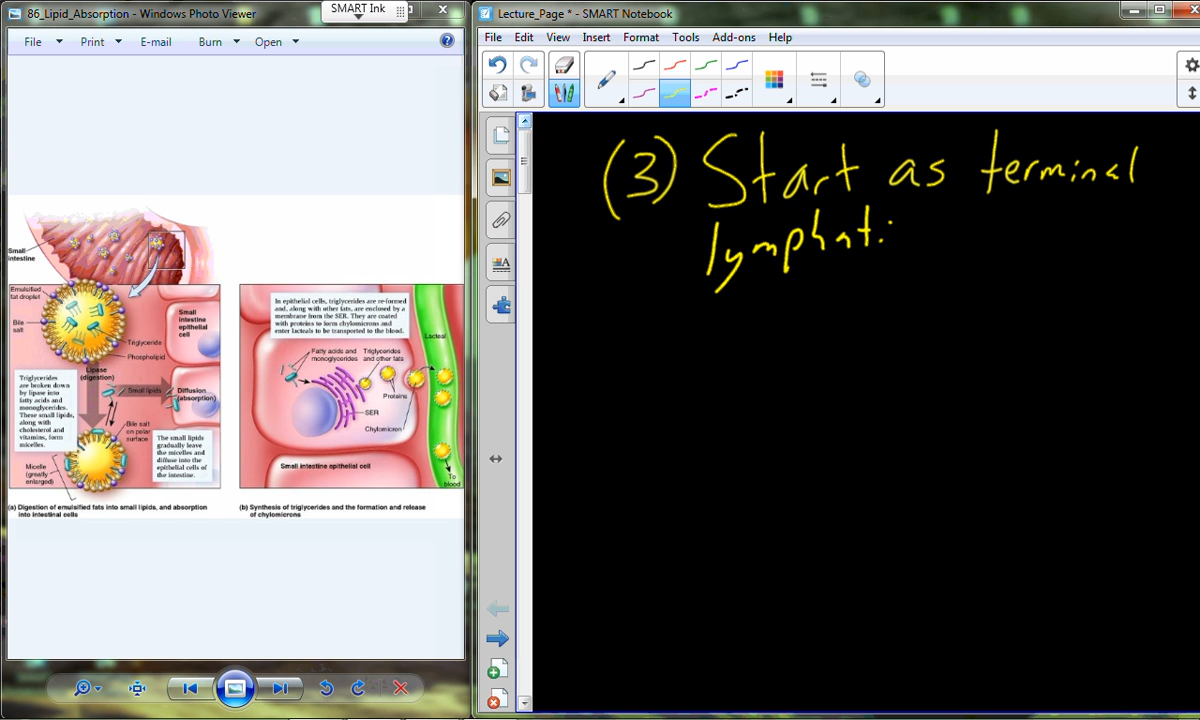 86_Lipid_Absorption - Windows Photo Viewer
SMART Ink
File Print E-mail Burn Open
Small
intestine
Emulsified
fat droplet
Bile
salt
Small
intestine
epithelial
cell
Triglyceride
Phospholipid
Lipase
(digestion)
Triglycerides
are broken down
by lipase into
fatty acids and
monoglycerides.
These small lipids,
along with
cholesterol and
vitamins, form
micelles.
Small lipids
Diffusion
(absorption)
Bile salt
on polar
surface
The small lipids
gradually leave
the micelles and
diffuse into the
epithelial cells of
the intestine.
Micelle
(greatly
enlarged)
(a) Digestion of emulsified fats into small lipids, and absorption
into intestinal cells
In epithelial cells, triglycerides are re-formed
and, along with other fats, are enclosed by a
membrane from the SER. They are coated
with proteins to form chylomicrons and
enter lacteals to be transported to the blood.
Lacteal
Fatty acids and
monoglycerides
Triglycerides
and other fats
Proteins
SER
Chylomicron
Small intestine epithelial cell
To
blood
(b) Synthesis of triglycerides and the formation and release
of chylomicrons
Lecture_Page * - SMART Notebook
File Edit View Insert Format Tools Add-ons Help
(3) Start as terminal
lymphati